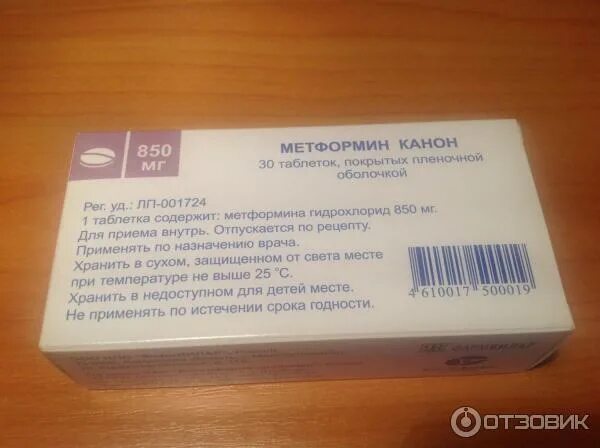 850
МГ
МЕТФОРМИН КАНОН
30 таблеток, покрытых пленочной
оболочкой
Рег. уд.: ЛП-001724
1 таблетка содержит: метформина гидрохлорид 850 мг.
Для приема внутрь. Отпускается по рецепту.
Применять по назначению врача.
Хранить в сухом, защищенном от света месте
при температуре не выше 25 °С.
Хранить в недоступном для детей месте.
Не применять по истечении срока годности.
4 610017 500019
ОТЗОВИК